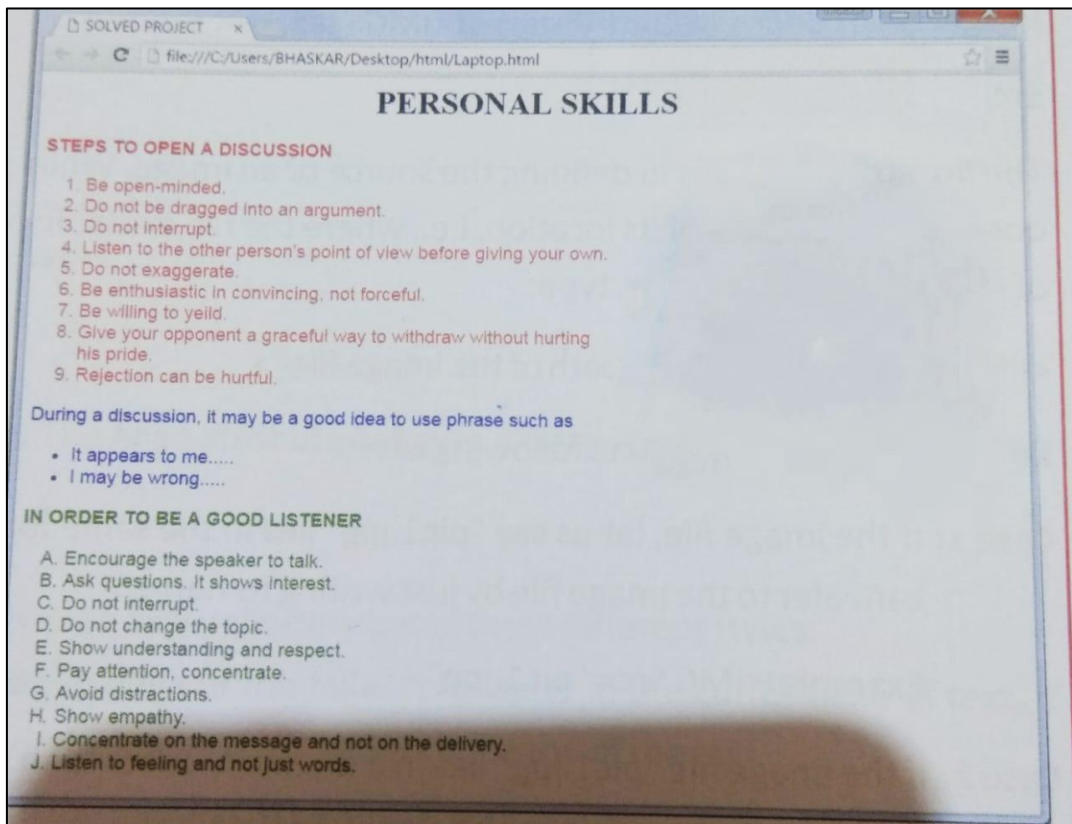 SOLVED PROJECT ×
file:///C:/Users/BHASKAR/Desktop/html/Laptop.html
PERSONAL SKILLS
STEPS TO OPEN A DISCUSSION
1. Be open-minded.
2. Do not be dragged into an argument.
3. Do not interrupt.
4. Listen to the other person's point of view before giving your own.
5. Do not exaggerate.
6. Be enthusiastic in convincing, not forceful.
7. Be willing to yeild.
8. Give your opponent a graceful way to withdraw without hurting
his pride.
9. Rejection can be hurtful.
During a discussion, it may be a good idea to use phrase such as
• It appears to me.....
• I may be wrong.....
IN ORDER TO BE A GOOD LISTENER
A. Encourage the speaker to talk.
B. Ask questions. It shows interest.
C. Do not interrupt.
D. Do not change the topic.
E. Show understanding and respect.
F. Pay attention, concentrate.
G. Avoid distractions.
H. Show empathy.
I. Concentrate on the message and not on the delivery.
J. Listen to feeling and not just words.